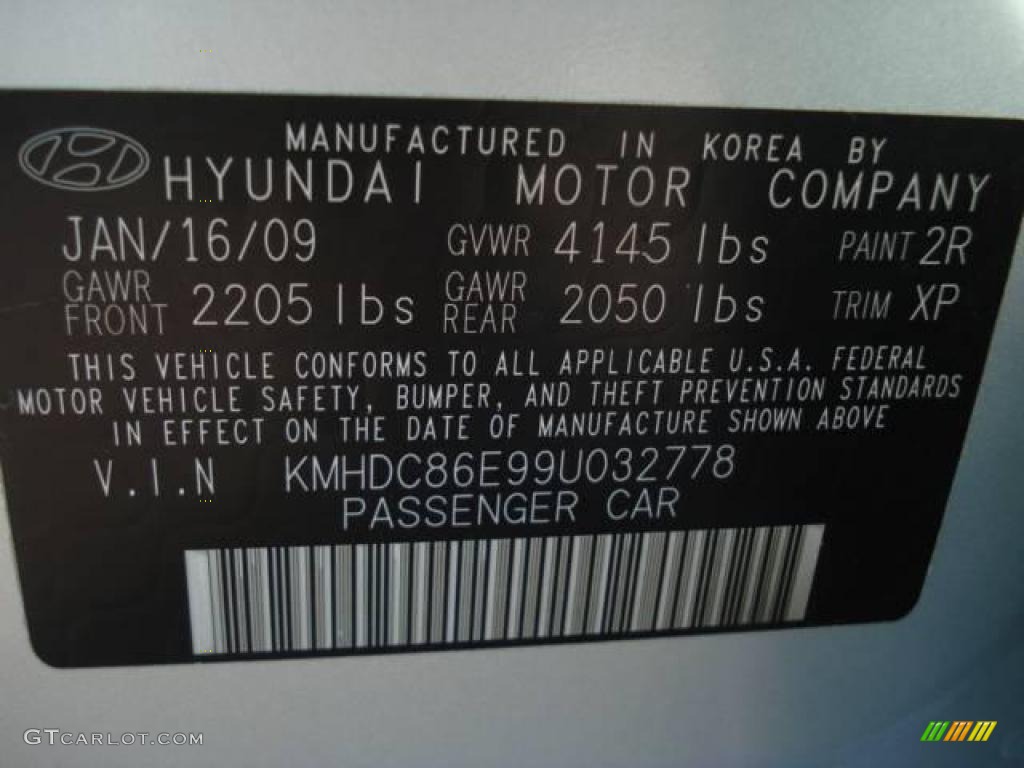 MANUFACTURED IN KOREA BY
HYUNDAI MOTOR COMPANY
JAN/16/09 GVWR 4145 lbs PAINT 2R
GAWR FRONT 2205 lbs GAWR REAR 2050 lbs TRIM XP
THIS VEHICLE CONFORMS TO ALL APPLICABLE U.S.A. FEDERAL
MOTOR VEHICLE SAFETY, BUMPER, AND THEFT PREVENTION STANDARDS
IN EFFECT ON THE DATE OF MANUFACTURE SHOWN ABOVE
V.I.N KMHDC86E99U032778
PASSENGER CAR
GTCARLOT.COM